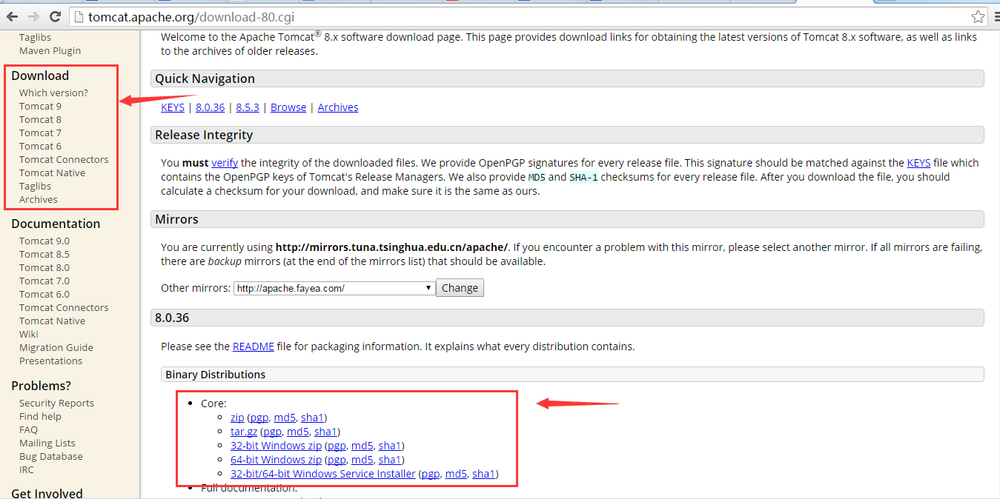 tomcat.apache.org/download-80.cgi
Taglibs
Maven Plugin
Download
Which version?
Tomcat 9
Tomcat 8
Tomcat 7
Tomcat 6
Tomcat Connectors
Tomcat Native
Taglibs
Archives
Documentation
Tomcat 9.0
Tomcat 8.5
Tomcat 8.0
Tomcat 7.0
Tomcat 6.0
Tomcat Connectors
Tomcat Native
Wiki
Migration Guide
Presentations
Problems?
Security Reports
Find help
FAQ
Mailing Lists
Bug Database
IRC
Get Involved
Welcome to the Apache Tomcat® 8.x software download page. This page provides download links for obtaining the latest versions of Tomcat 8.x software, as well as links
to the archives of older releases.
Quick Navigation
KEYS | 8.0.36 | 8.5.3 | Browse | Archives
Release Integrity
You must verify the integrity of the downloaded files. We provide OpenPGP signatures for every release file. This signature should be matched against the KEYS file which
contains the OpenPGP keys of Tomcat's Release Managers. We also provide MD5 and SHA-1 checksums for every release file. After you download the file, you should
calculate a checksum for your download, and make sure it is the same as ours.
Mirrors
You are currently using http://mirrors.tuna.tsinghua.edu.cn/apache/. If you encounter a problem with this mirror, please select another mirror. If all mirrors are failing,
there are backup mirrors (at the end of the mirrors list) that should be available.
Other mirrors: http://apache.fayea.com/ Change
8.0.36
Please see the README file for packaging information. It explains what every distribution contains.
Binary Distributions
Core:
zip (pgp, md5, sha1)
tar.gz (pgp, md5, sha1)
32-bit Windows zip (pgp, md5, sha1)
64-bit Windows zip (pgp, md5, sha1)
32-bit/64-bit Windows Service Installer (pgp, md5, sha1)
Full documentation: